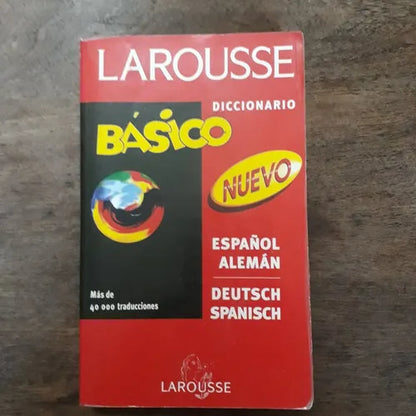 LAROUSSE
DICCIONARIO
BÁSICO
NUEVO
ESPAÑOL
ALEMÁN
Más de
40 000 traducciones
DEUTSCH
SPANISCH
LAROUSSE